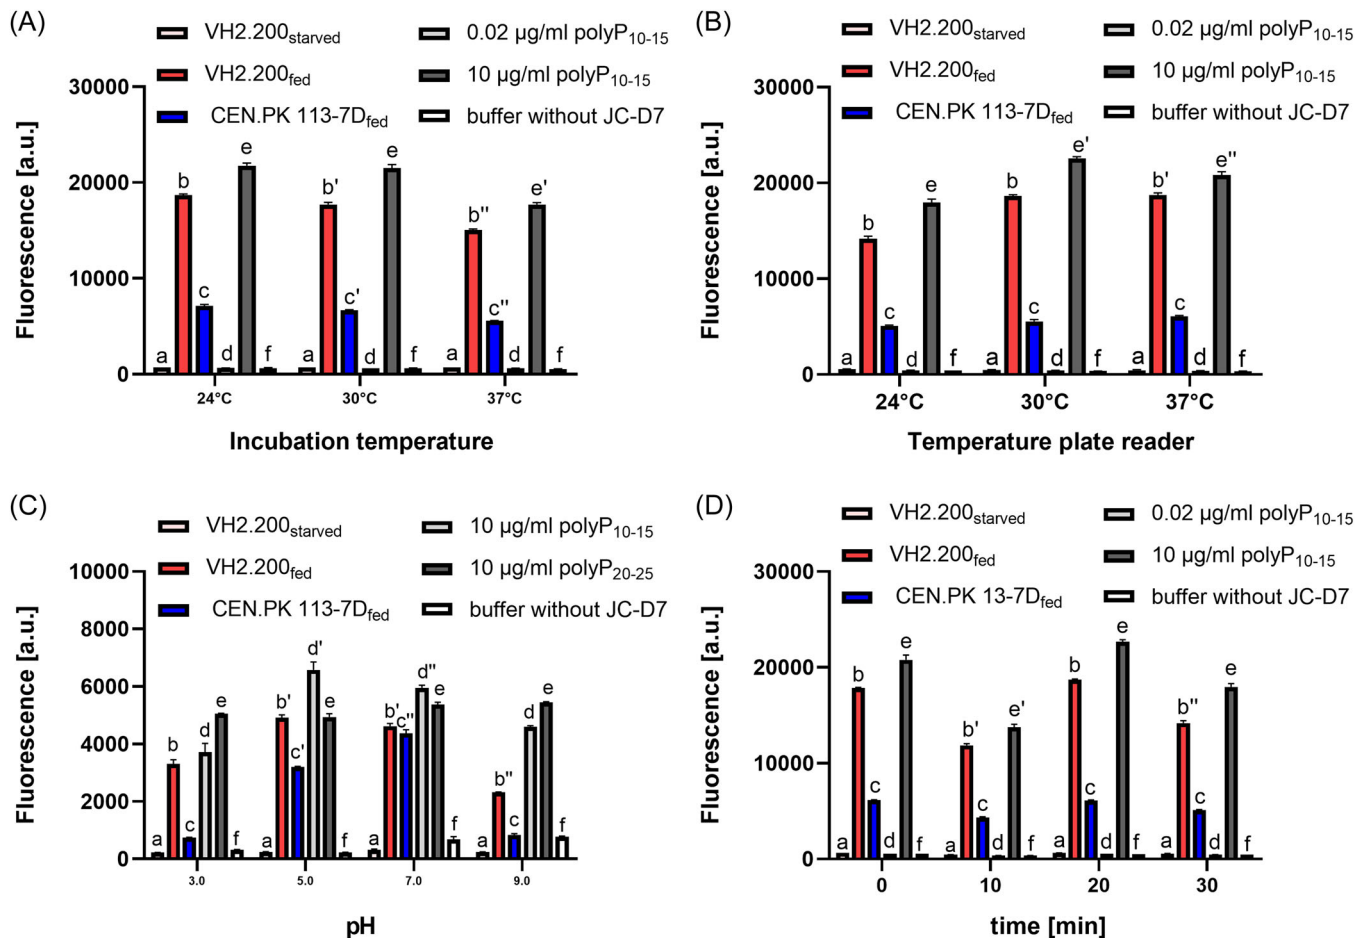 (A)
VH2.200starved
0.02 µg/ml polyP10-15
VH2.200fed
10 µg/ml polyP10-15
CEN.PK 113-7Dfed
buffer without JC-D7
Fluorescence [a.u.]
30000
20000
10000
0
a b c d e f
a b' c' d e f
a b'' c'' d e' f
24°C 30°C 37°C
Incubation temperature
(B)
VH2.200starved
0.02 µg/ml polyP10-15
VH2.200fed
10 µg/ml polyP10-15
CEN.PK 113-7Dfed
buffer without JC-D7
Fluorescence [a.u.]
30000
20000
10000
0
a b c d e f
a b c d e' f
a b' c d e'' f
24°C 30°C 37°C
Temperature plate reader
(C)
VH2.200starved
10 µg/ml polyP10-15
VH2.200fed
10 µg/ml polyP20-25
CEN.PK 113-7Dfed
buffer without JC-D7
Fluorescence [a.u.]
10000
8000
6000
4000
2000
0
a b c d e f
a b' c' d' e f
a b' c'' d'' e f
a b'' c d e f
3.0 5.0 7.0 9.0
pH
(D)
VH2.200starved
0.02 µg/ml polyP10-15
VH2.200fed
10 µg/ml polyP10-15
CEN.PK 13-7Dfed
buffer without JC-D7
Fluorescence [a.u.]
30000
20000
10000
0
a b c d e f
a b' c d e' f
a b c d e f
a b'' c d e f
0 10 20 30
time [min]